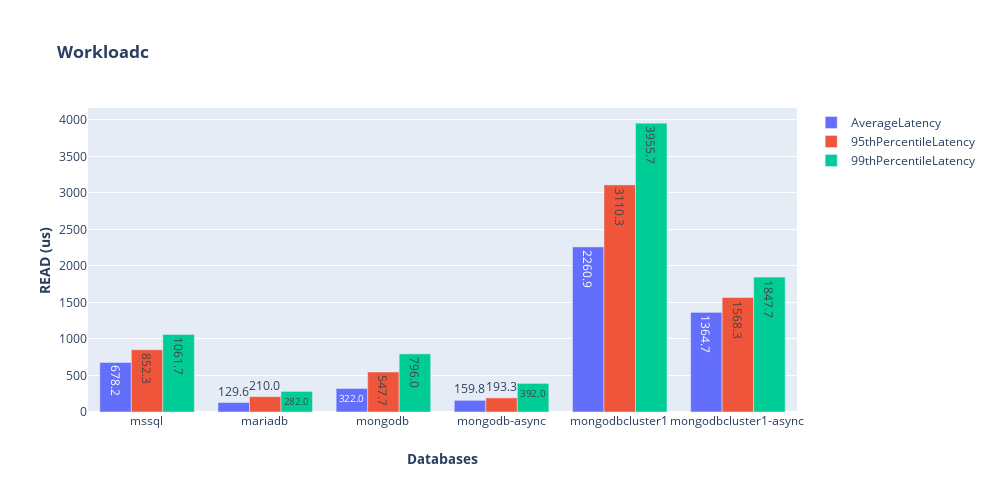 Workloadc
AverageLatency
95thPercentileLatency
99thPercentileLatency
READ (us)
4000
3500
3000
2500
2000
1500
1000
500
0
678.2
852.3
1061.7
129.6
210.0
282.0
322.0
547.7
796.0
159.8
193.3
392.0
2260.9
3110.3
3955.7
1364.7
1568.3
1847.7
mssql
mariadb
mongodb
mongodb-async
mongodbcluster1
mongodbcluster1-async
Databases